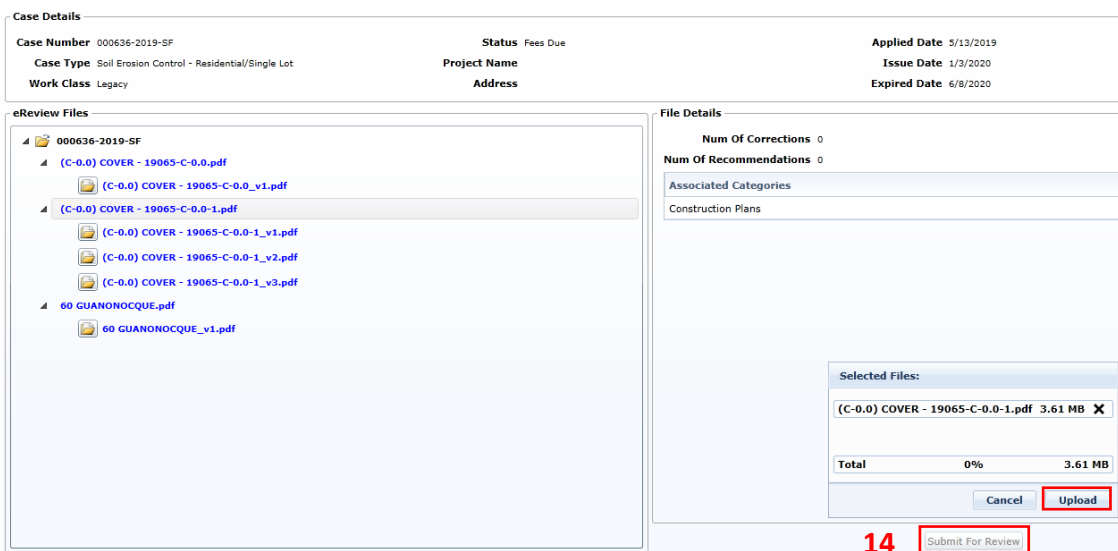 Case Details
Case Number 000636-2019-SF Status Fees Due Applied Date 5/13/2019
Case Type Soil Erosion Control - Residential/Single Lot Project Name Issue Date 1/3/2020
Work Class Legacy Address Expired Date 6/8/2020
eReview Files
000636-2019-SF
(C-0.0) COVER - 19065-C-0.0.pdf
(C-0.0) COVER - 19065-C-0.0_v1.pdf
(C-0.0) COVER - 19065-C-0.0-1.pdf
(C-0.0) COVER - 19065-C-0.0-1_v1.pdf
(C-0.0) COVER - 19065-C-0.0-1_v2.pdf
(C-0.0) COVER - 19065-C-0.0-1_v3.pdf
60 GUANONOCQUE.pdf
60 GUANONOCQUE_v1.pdf
File Details
Num Of Corrections 0
Num Of Recommendations 0
Associated Categories
Construction Plans
Selected Files:
(C-0.0) COVER - 19065-C-0.0-1.pdf 3.61 MB X
Total 0% 3.61 MB
Cancel Upload
14 Submit For Review